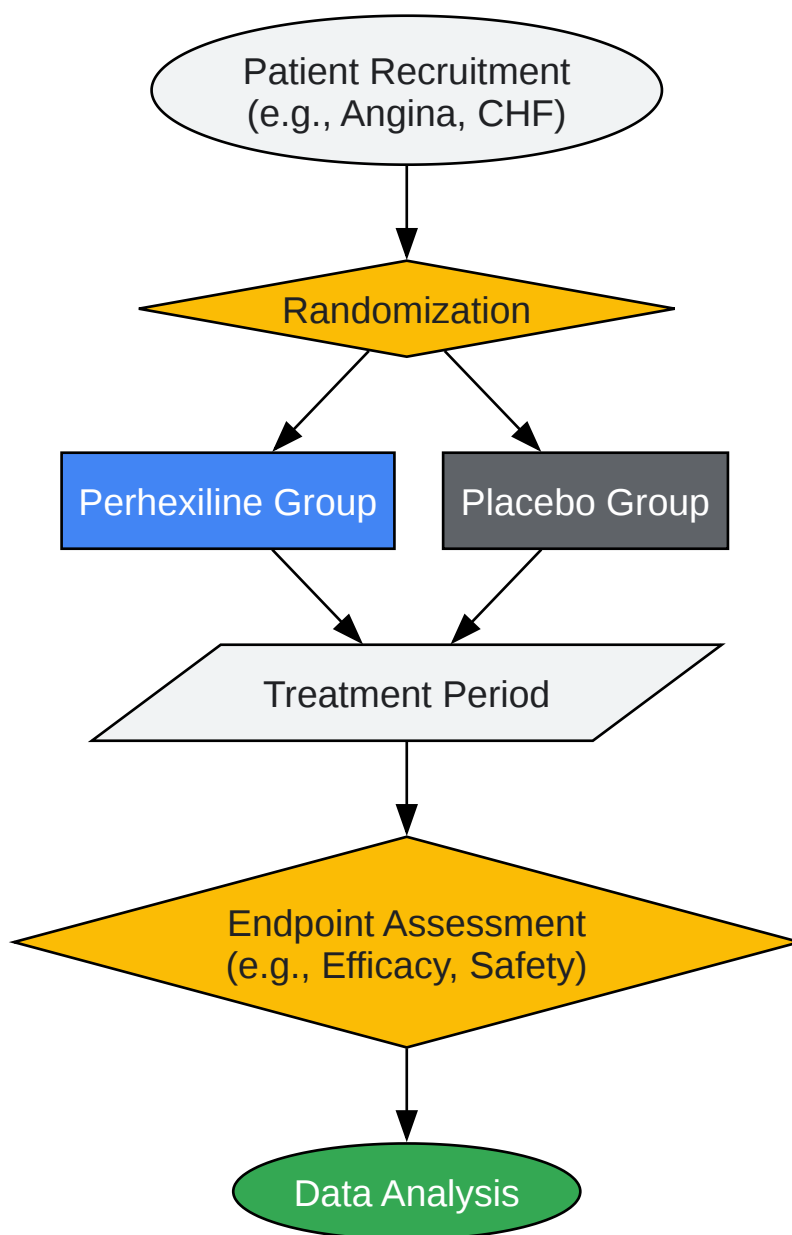 Patient Recruitment
(e.g., Angina, CHF)
Randomization
Perhexiline Group
Placebo Group
Treatment Period
Endpoint Assessment
(e.g., Efficacy, Safety)
Data Analysis